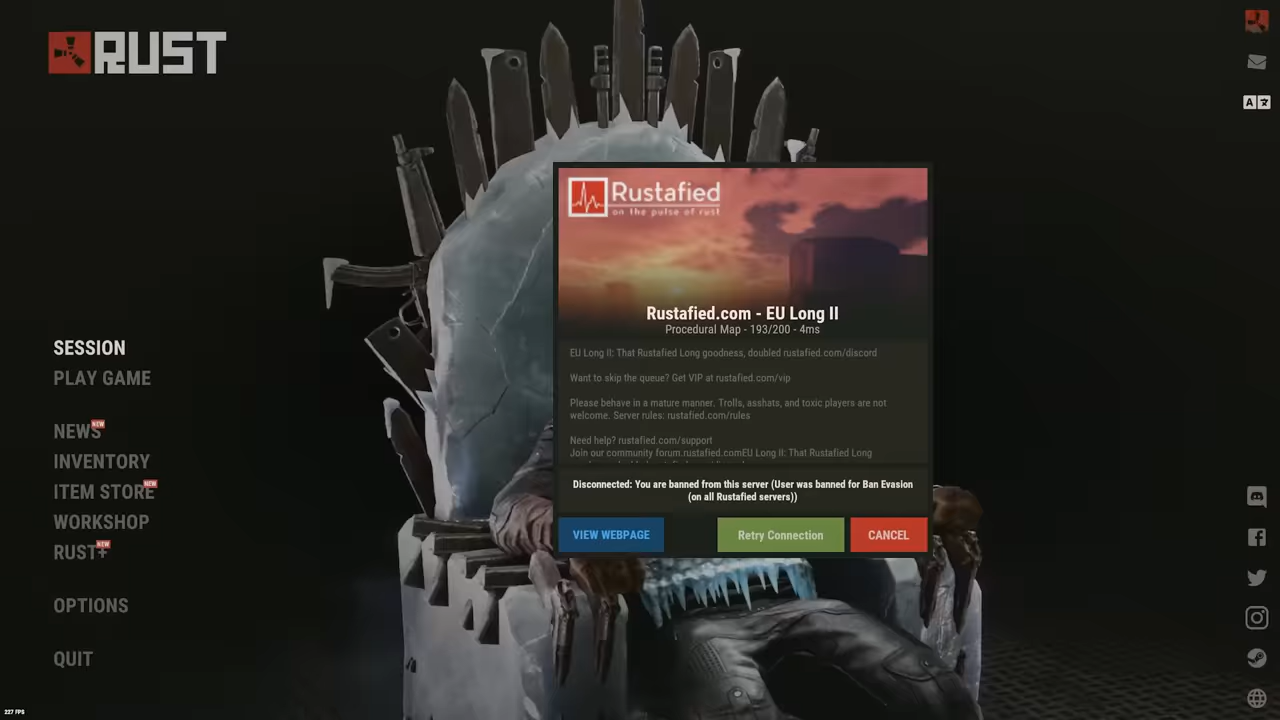 RUST
SESSION
PLAY GAME
NEWS NEW
INVENTORY
ITEM STORE NEW
WORKSHOP
RUST+ NEW
OPTIONS
QUIT
227 FPS
Rustafied
on the pulse of rust
Rustafied.com - EU Long II
Procedural Map - 193/200 - 4ms
EU Long II: That Rustafied Long goodness, doubled rustafied.com/discord
Want to skip the queue? Get VIP at rustafied.com/vip
Please behave in a mature manner. Trolls, asshats, and toxic players are not
welcome. Server rules: rustafied.com/rules
Need help? rustafied.com/support
Join our community forum.rustafied.comEU Long II: That Rustafied Long
Disconnected: You are banned from this server (User was banned for Ban Evasion
(on all Rustafied servers))
VIEW WEBPAGE
Retry Connection
CANCEL
A